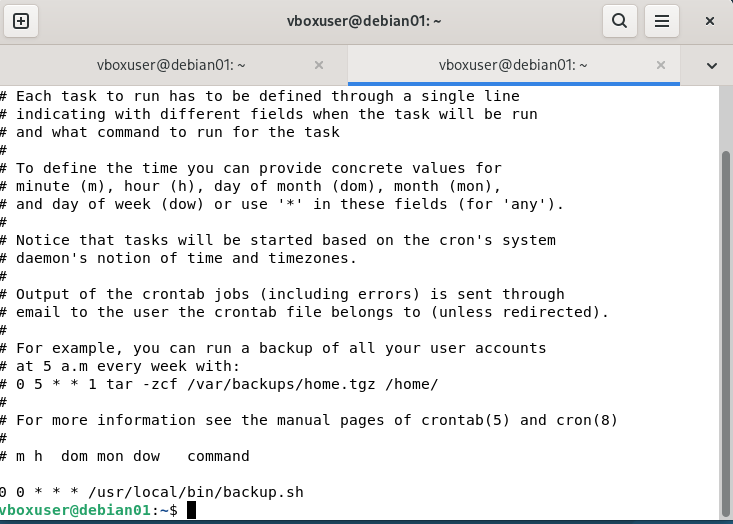 vboxuser@debian01: ~
vboxuser@debian01: ~
vboxuser@debian01: ~
# Each task to run has to be defined through a single line
# indicating with different fields when the task will be run
# and what command to run for the task
#
# To define the time you can provide concrete values for
# minute (m), hour (h), day of month (dom), month (mon),
# and day of week (dow) or use '*' in these fields (for 'any').
#
# Notice that tasks will be started based on the cron's system
# daemon's notion of time and timezones.
#
# Output of the crontab jobs (including errors) is sent through
# email to the user the crontab file belongs to (unless redirected).
#
# For example, you can run a backup of all your user accounts
# at 5 a.m every week with:
# 0 5 * * 1 tar -zcf /var/backups/home.tgz /home/
#
# For more information see the manual pages of crontab(5) and cron(8)
#
# m h  dom mon dow   command
0 0 * * * /usr/local/bin/backup.sh
vboxuser@debian01:~$